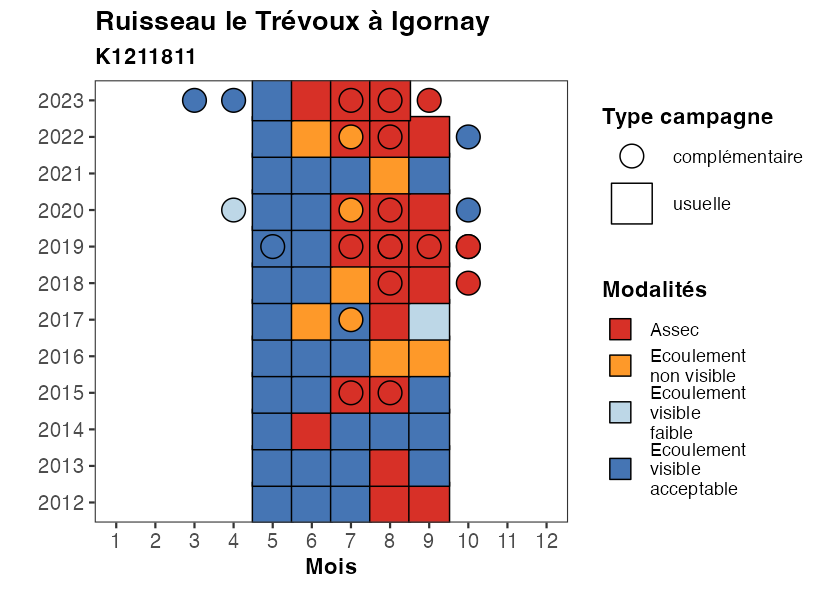 Ruisseau le Trévoux à Igornay
K1211811
2023
2022
2021
2020
2019
2018
2017
2016
2015
2014
2013
2012
1 2 3 4 5 6 7 8 9 10 11 12
Mois
Type campagne
complémentaire
usuelle
Modalités
Assec
Ecoulement
non visible
Ecoulement
visible
faible
Ecoulement
visible
acceptable